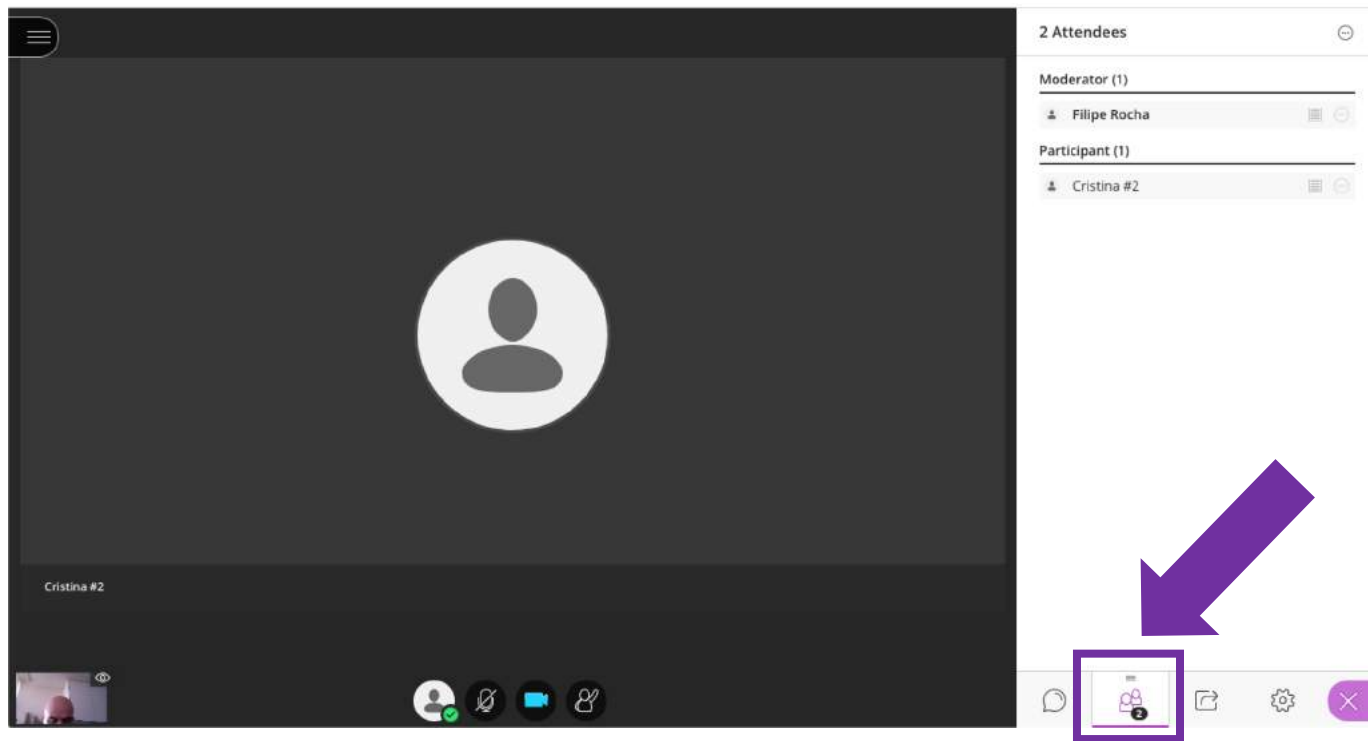 2 Attendees
Moderator (1)
Filipe Rocha
Participant (1)
Cristina #2
Cristina #2
2